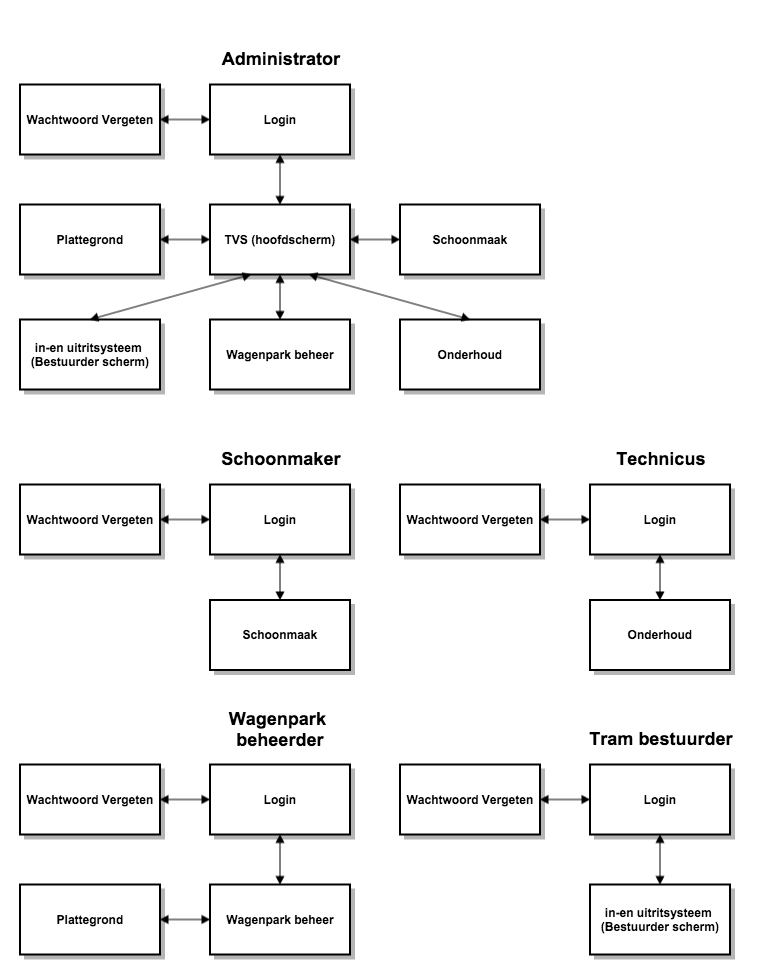 Administrator
Wachtwoord Vergeten
Login
Plattegrond
TVS (hoofdscherm)
Schoonmaak
in-en uitritsysteem
(Bestuurder scherm)
Wagenpark beheer
Onderhoud
Schoonmaker
Wachtwoord Vergeten
Login
Schoonmaak
Technicus
Wachtwoord Vergeten
Login
Onderhoud
Wagenpark
beheerder
Wachtwoord Vergeten
Login
Plattegrond
Wagenpark beheer
Tram bestuurder
Wachtwoord Vergeten
Login
in-en uitritsysteem
(Bestuurder scherm)